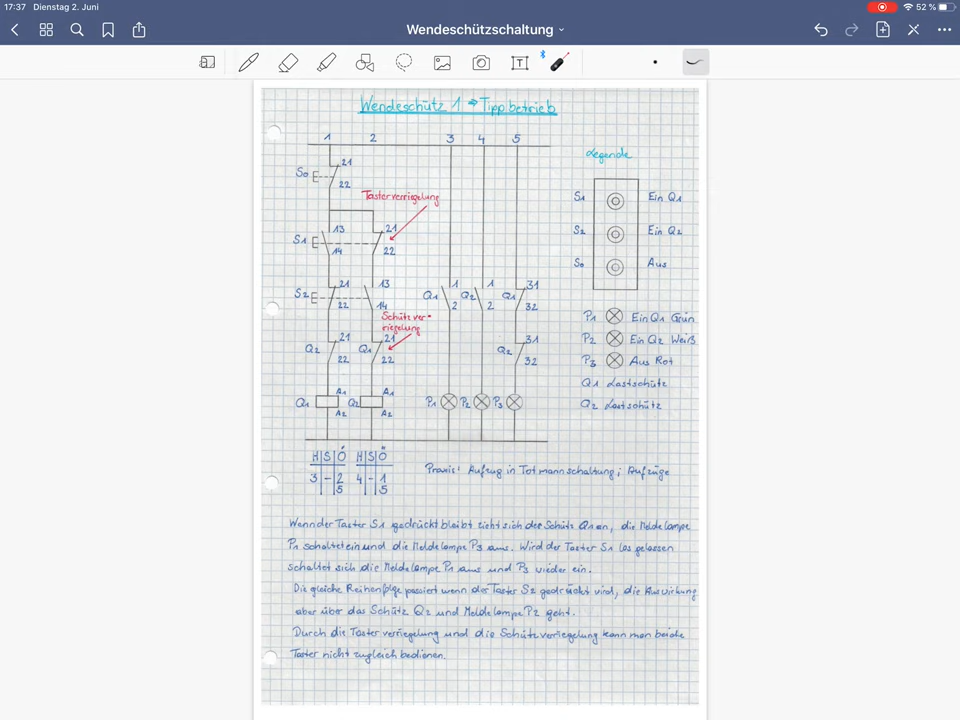 17:37 Dienstag 2. Juni
52 %
Wendeschützschaltung
T
Wendeschütz 1 ⇒ Tippbetrieb
1 2 3 4 5
Legende
S0 21
22
Tasterverriegelung
S1 Ein Q1
S2 Ein Q2
S0 Aus
S1 13 21
14 22
S2 21 13
22 14
Q1 1 Q2 1 Q1 31
2 2 32
Schützver-
riegelung
Q2 21 Q1 21 Q2 31
22 22 32
P1 Ein Q1 Grün
P2 Ein Q2 Weiß
P3 Aus Rot
Q1 Lastschütz
Q2 Lastschütz
Q1 A1 Q2 A1 P1 P2 P3
A2 A2
H S Ö H S Ö
3 - 2 4 - 1
5 5
Praxis: Aufzug in Totmannschaltung; Aufzüge
Wenn der Taster S1 gedrückt bleibt zieht sich der Schütz Q1 an, die Meldelampe
P1 schaltet ein und die Meldelampe P3 aus. Wird der Taster S1 los gelassen
schaltet sich die Meldelampe P1 aus und P3 wieder ein.
Die gleiche Reihenfolge passiert wenn der Taster S2 gedrückt wird, die Auswirkung
aber über das Schütz Q2 und Meldelampe P2 geht.
Durch die Taster verriegelung und die Schützverriegelung kann man beide
Taster nicht zugleich bedienen.